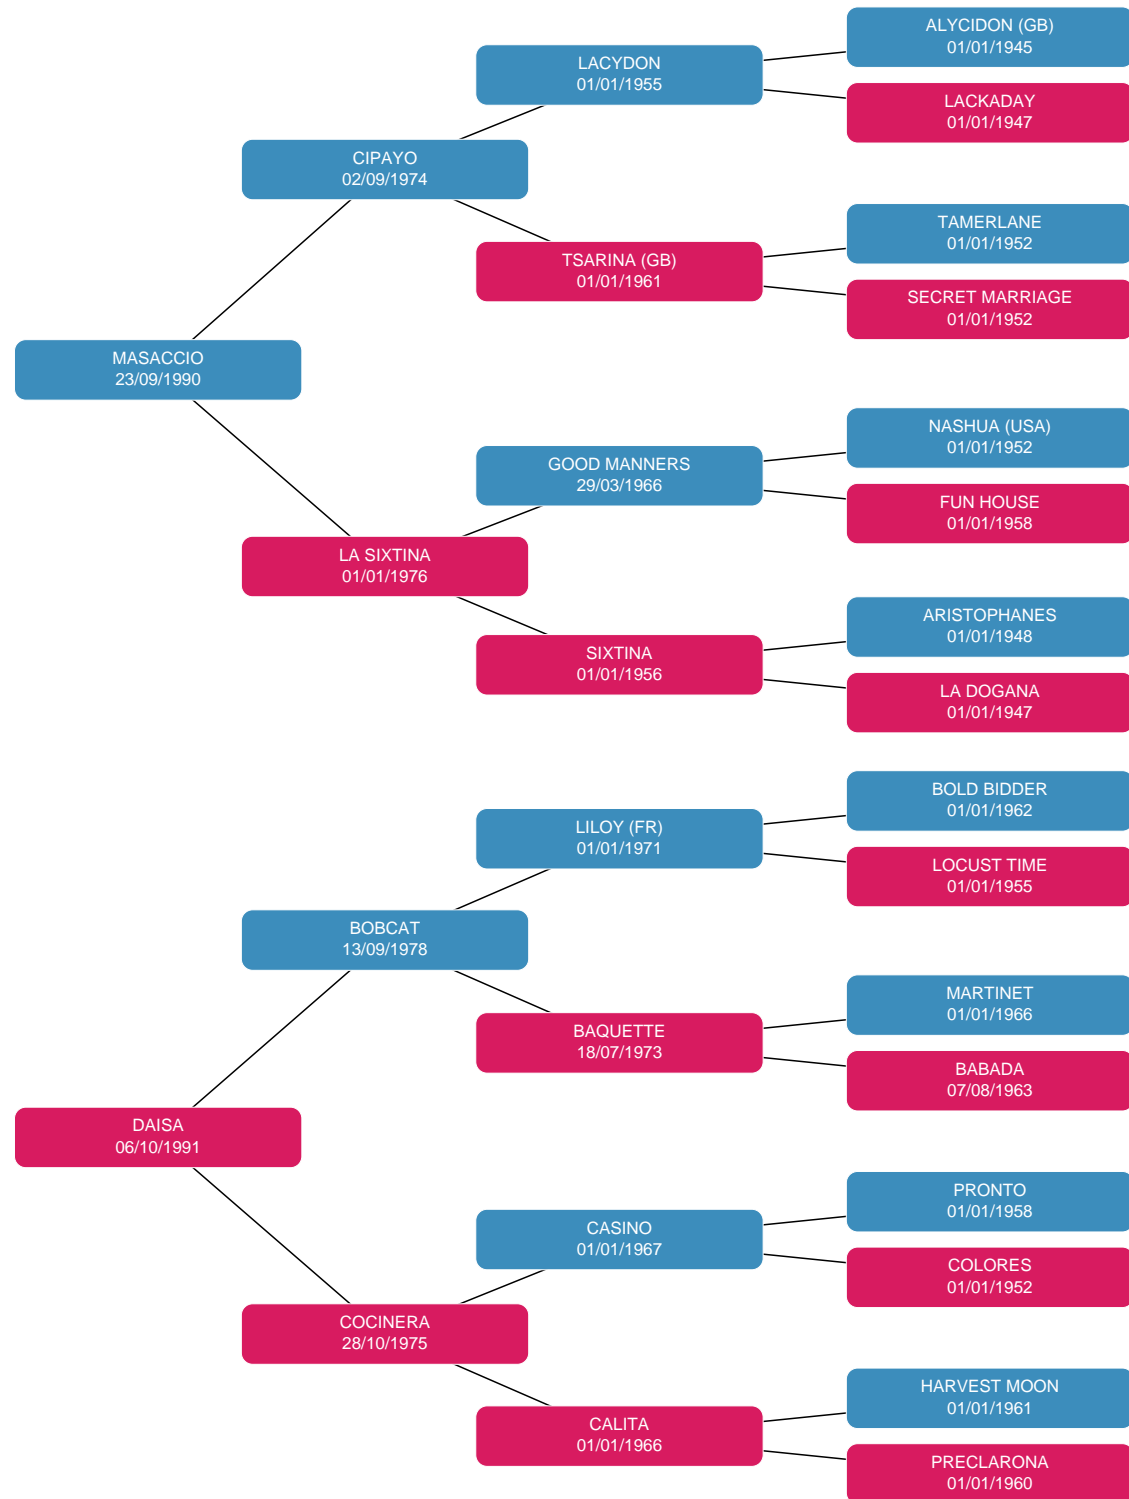 ALYCIDON (GB)
01/01/1945
LACYDON
01/01/1955
LACKADAY
01/01/1947
CIPAYO
02/09/1974
TAMERLANE
01/01/1952
TSARINA (GB)
01/01/1961
SECRET MARRIAGE
01/01/1952
MASACCIO
23/09/1990
NASHUA (USA)
01/01/1952
GOOD MANNERS
29/03/1966
FUN HOUSE
01/01/1958
LA SIXTINA
01/01/1976
ARISTOPHANES
01/01/1948
SIXTINA
01/01/1956
LA DOGANA
01/01/1947
BOLD BIDDER
01/01/1962
LILOY (FR)
01/01/1971
LOCUST TIME
01/01/1955
BOBCAT
13/09/1978
MARTINET
01/01/1966
BAQUETTE
18/07/1973
BABADA
07/08/1963
DAISA
06/10/1991
PRONTO
01/01/1958
CASINO
01/01/1967
COLORES
01/01/1952
COCINERA
28/10/1975
HARVEST MOON
01/01/1961
CALITA
01/01/1966
PRECLARONA
01/01/1960